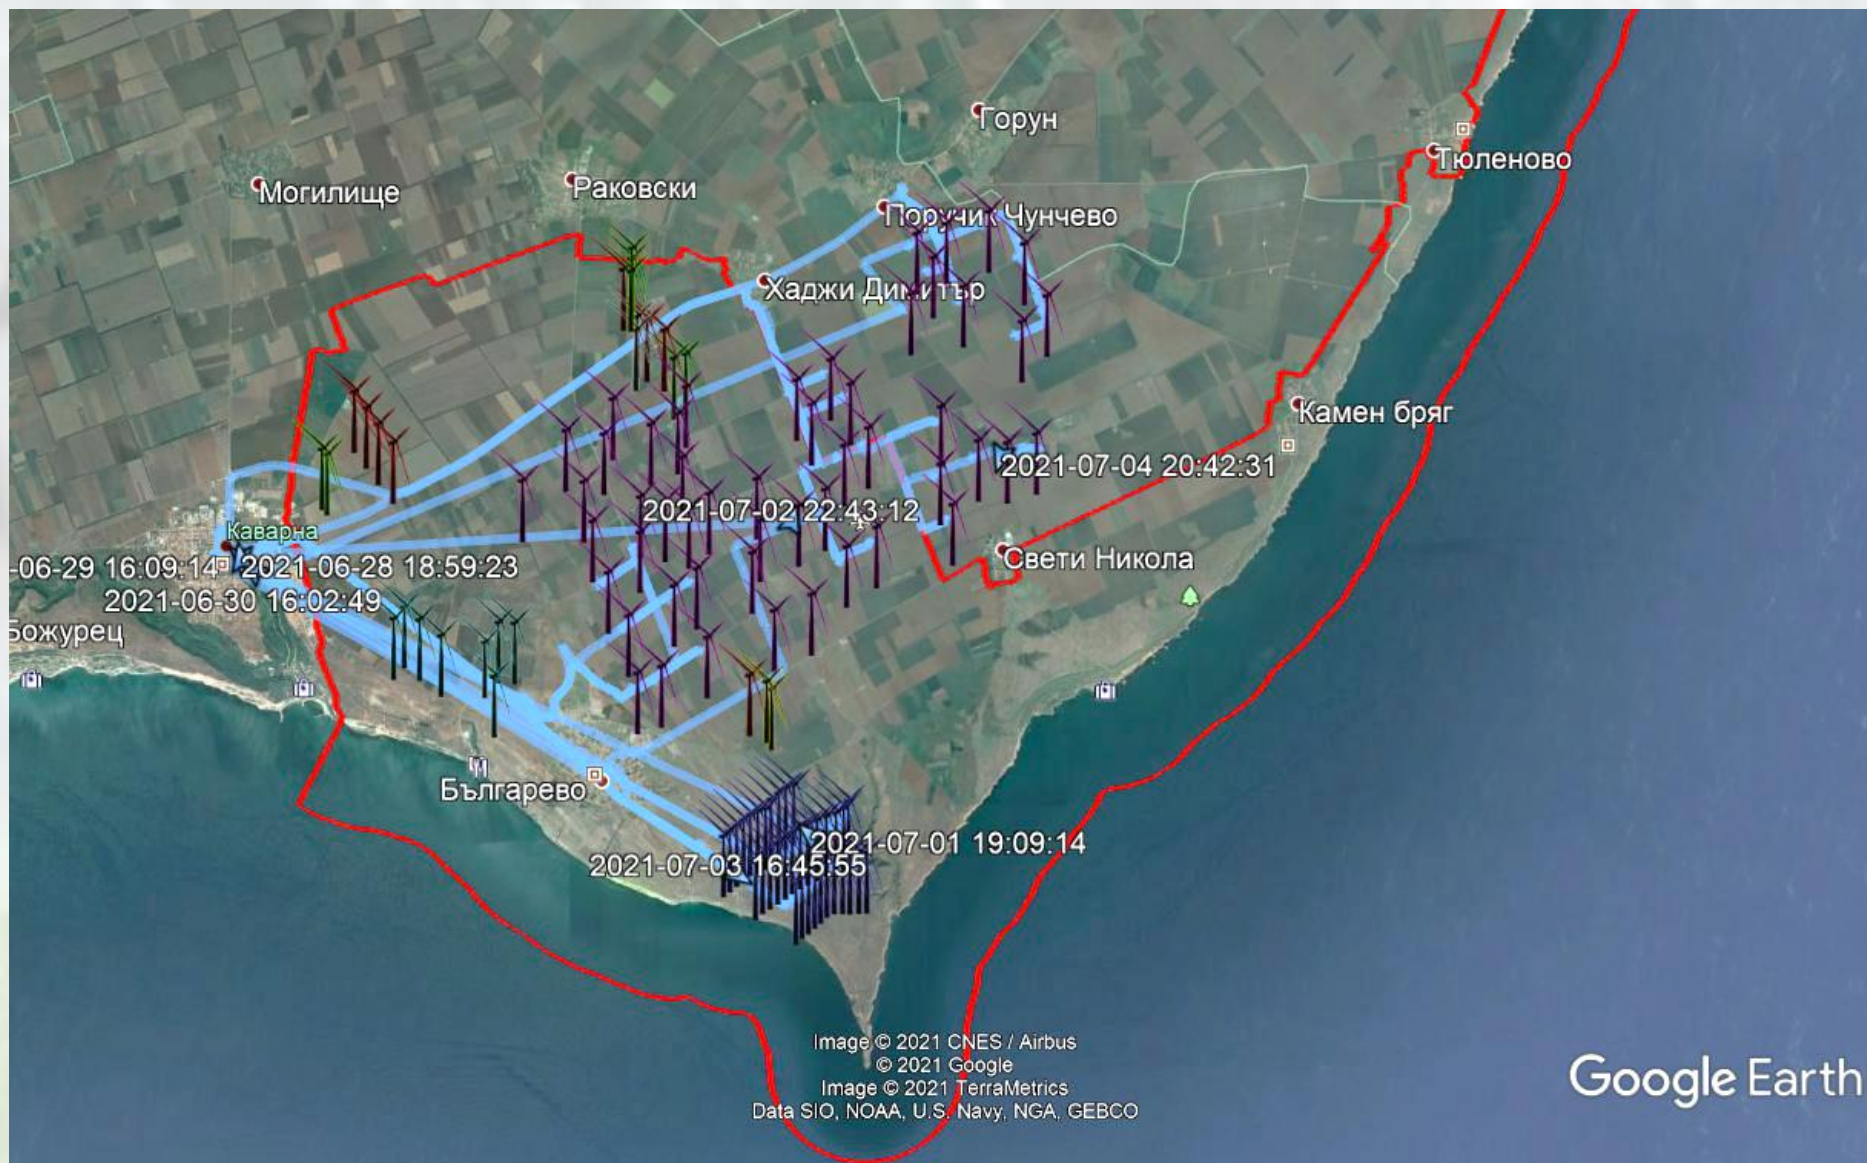 Горун
Тюленово
Могилище
Раковски
Поручик Чунчево
Хаджи Димитър
Камен бряг
2021-07-04 20:42:31
2021-07-02 22:43:12
Каварна
Свети Никола
-06-29 16:09:14
2021-06-28 18:59:23
2021-06-30 16:02:49
Божурец
Българево
2021-07-01 19:09:14
2021-07-03 16:45:55
Image © 2021 CNES / Airbus
© 2021 Google
Image © 2021 TerraMetrics
Data SIO, NOAA, U.S. Navy, NGA, GEBCO
Google Earth